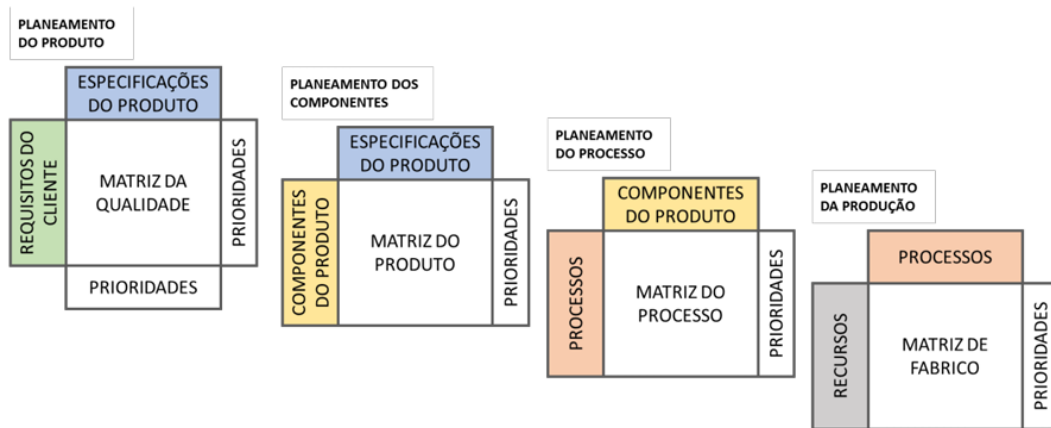 PLANEAMENTO
DO PRODUTO
ESPECIFICAÇÕES
DO PRODUTO
REQUISITOS DO
CLIENTE
MATRIZ DA
QUALIDADE
PRIORIDADES
PRIORIDADES
PLANEAMENTO DOS
COMPONENTES
ESPECIFICAÇÕES
DO PRODUTO
COMPONENTES
DO PRODUTO
MATRIZ DO
PRODUTO
PRIORIDADES
PLANEAMENTO
DO PROCESSO
COMPONENTES
DO PRODUTO
PROCESSOS
MATRIZ DO
PROCESSO
PRIORIDADES
PLANEAMENTO
DA PRODUÇÃO
PROCESSOS
RECURSOS
MATRIZ DE
FABRICO
PRIORIDADES